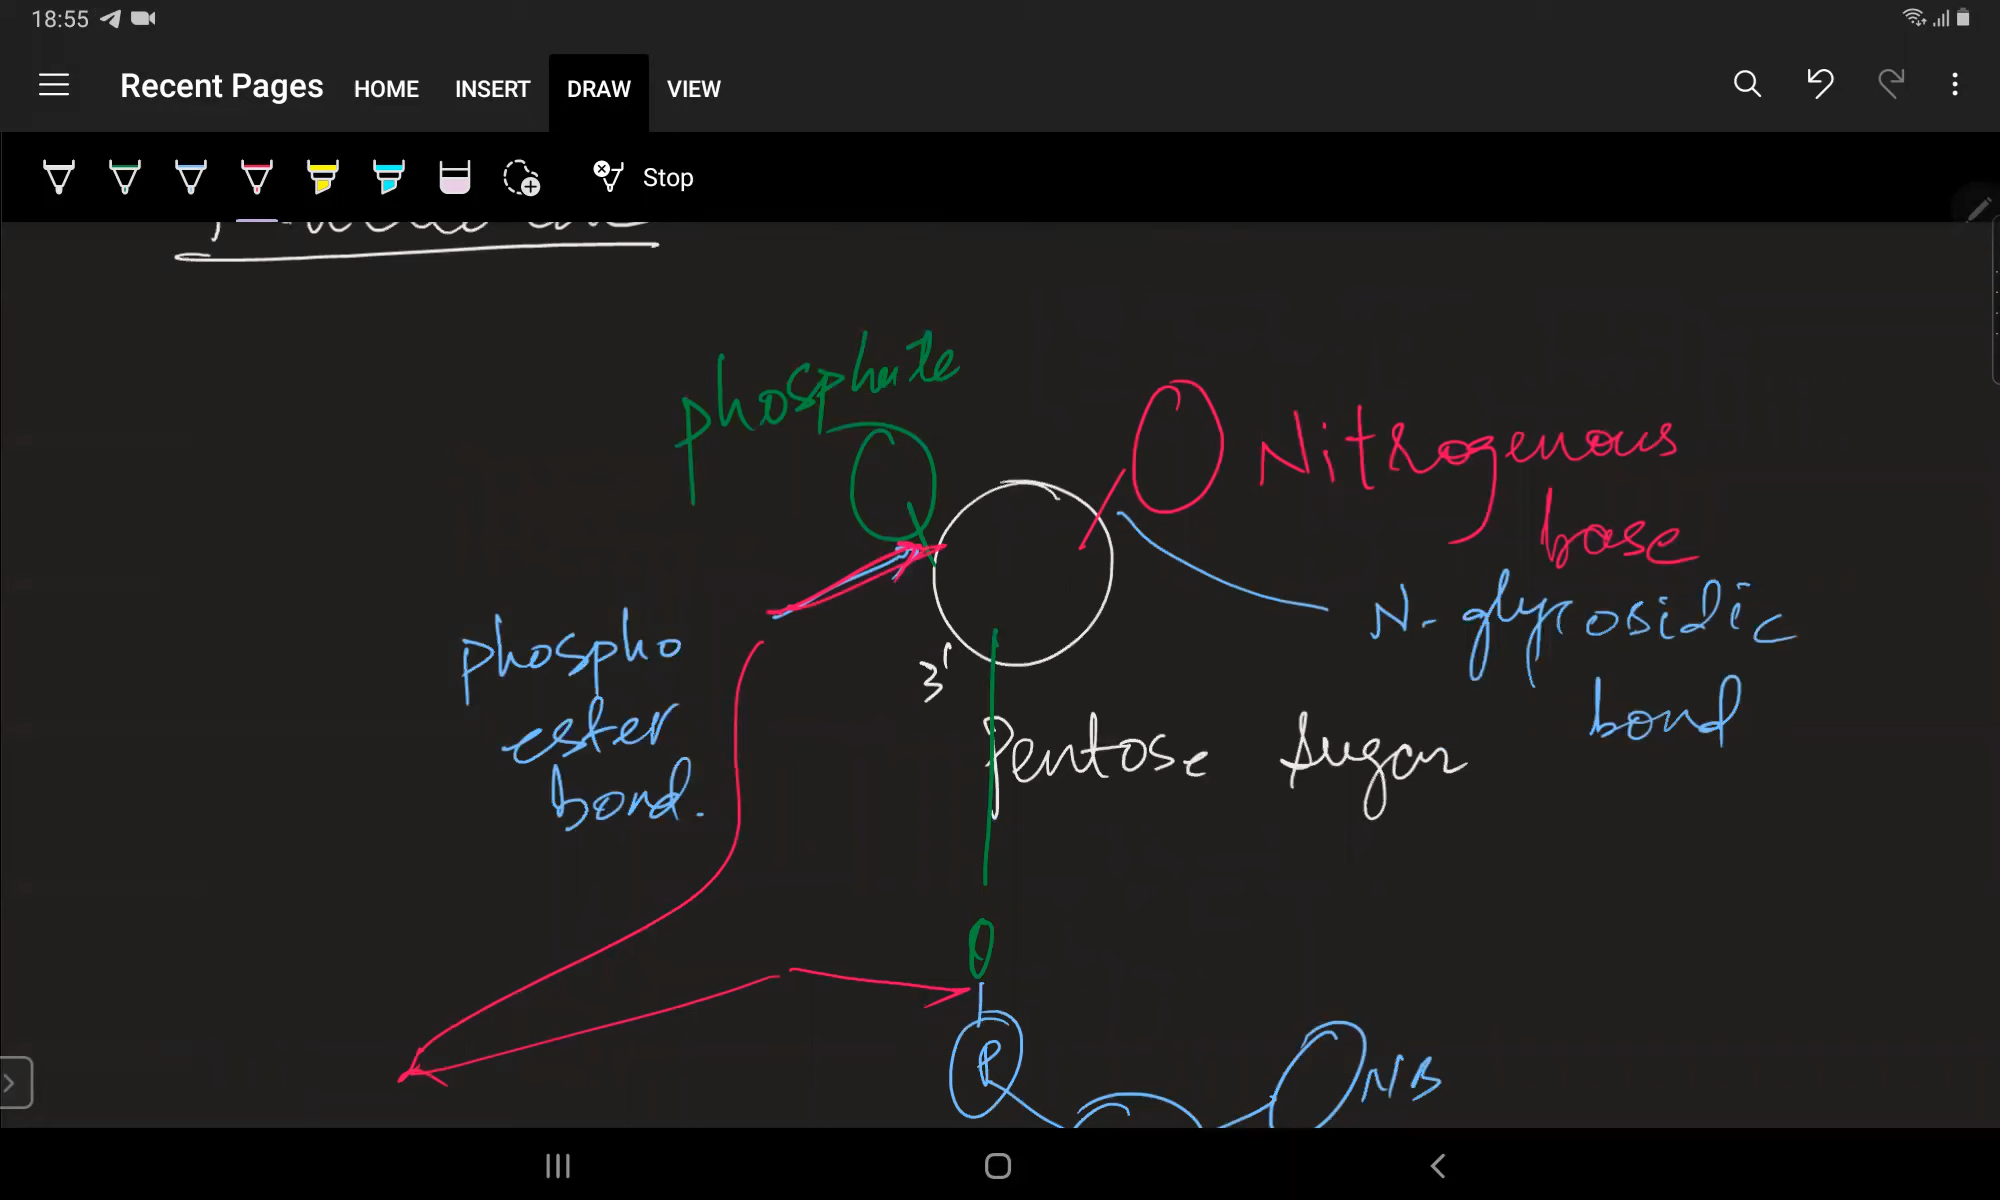 18:55
Recent Pages HOME INSERT DRAW VIEW
Stop
phosphate
Nitrogenous
base
N-glycosidic
bond
phospho
ester
bond.
3'
Pentose Sugar
O
P
NB